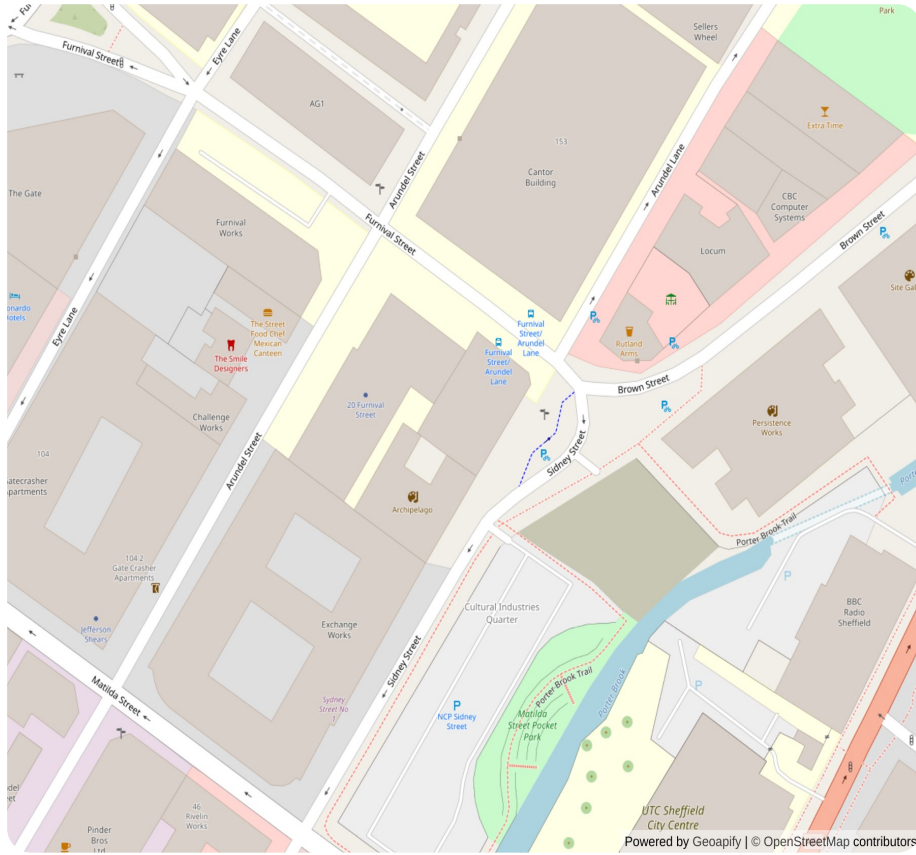 Fu
Furnival Street
Eyre Lane
Park
Sellers
Wheel
AG1
Extra Time
153
Cantor
Building
Arundel Street
Arundel Lane
The Gate
CBC
Computer
Systems
Furnival
Works
Furnival Street
Brown Street
Locum
Site Gal
onardo
Hotels
Eyre Lane
The Street
Food Chef
Mexican
Canteen
The Smile
Designers
Furnival
Street/
Arundel
Lane
Furnival
Street/
Arundel
Lane
P
Rutland
Arms
P
P
Brown Street
20 Furnival
Street
P
Challenge
Works
Persistence
Works
Arundel Street
Sidney Street
P
104
atecrasher
partments
Archipelago
Porte
Porter Brook Trail
104 2
Gate Crasher
Apartments
P
Cultural Industries
Quarter
BBC
Radio
Sheffield
Jefferson
Shears
Exchange
Works
Sidney Street
Porter Brook Trail
Porter Brook
P
Matilda Street
Sydney
Street No
1
P
NCP Sidney
Street
Matilda
Street Pocket
Park
del
eet
46
Rivelin
Works
UTC Sheffield
City Centre
Pinder
Bros
Ltd
Powered by Geoapify | © OpenStreetMap contributors